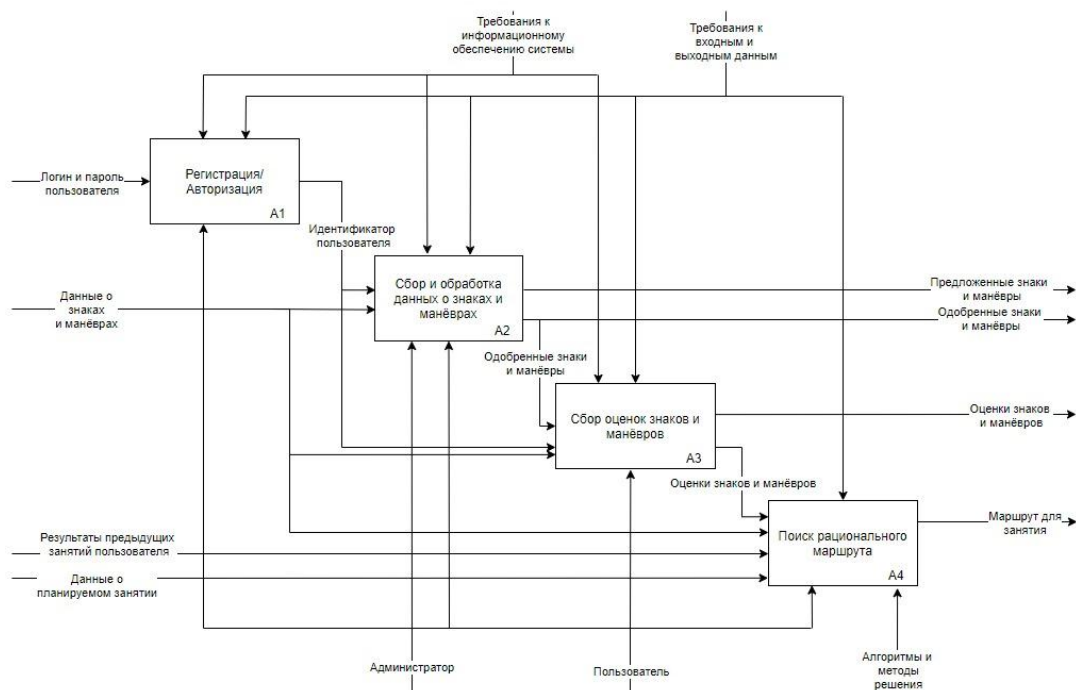 Требования к
информационному
обеспечению системы
Требования к
входным и
выходным данным
Логин и пароль
пользователя
Регистрация/
Авторизация
A1
Идентификатор
пользователя
Данные о
знаках
и манёврах
Сбор и обработка
данных о знаках и
манёврах
A2
Предложенные знаки
и манёвры
Одобренные знаки
и манёвры
Одобренные знаки
и манёвры
Сбор оценок знаков и
манёвров
A3
Оценки знаков
и манёвров
Оценки знаков и манёвров
Результаты предыдущих
занятий пользователя
Данные о
планируемом занятии
Поиск рационального
маршрута
A4
Маршрут для
занятия
Администратор
Пользователь
Алгоритмы и
методы
решения